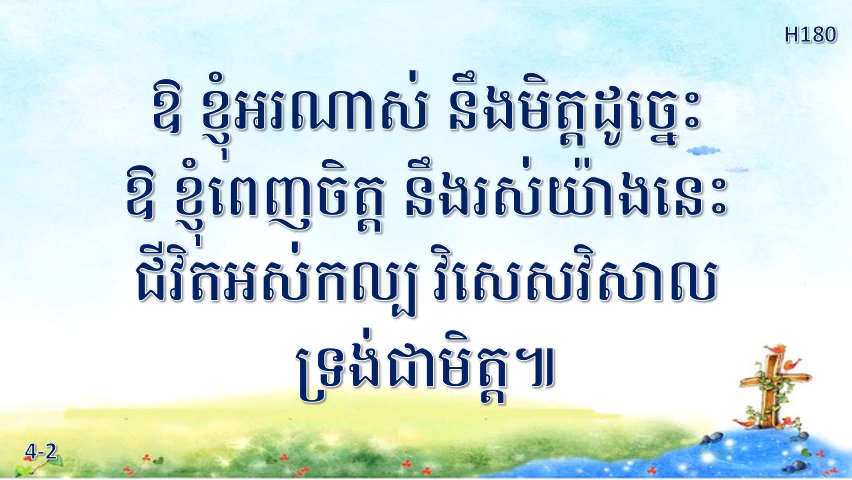 H180
ឱ ខ្ញុំអរណាស់ នឹងមិត្តដូច្នេះ
ឱ ខ្ញុំពេញចិត្ត នឹងរស់យ៉ាងនេះ
ជីវិតអស់កល្ប វិសេសវិសាល
ទ្រង់ជាមិត្ត៕
4-2